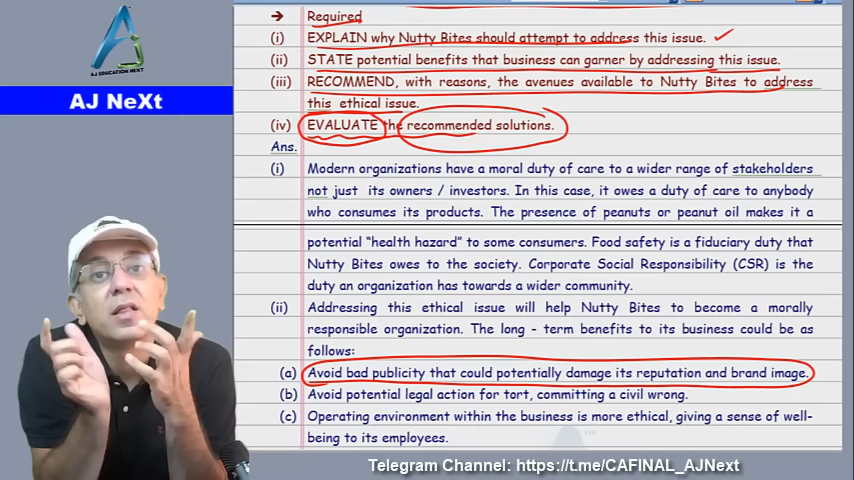 AJ EDUCATION NEXT
AJ NeXt
→ Required
(i) EXPLAIN why Nutty Bites should attempt to address this issue. ✓
(ii) STATE potential benefits that business can garner by addressing this issue.
(iii) RECOMMEND, with reasons, the avenues available to Nutty Bites to address
this ethical issue.
(iv) EVALUATE the recommended solutions.
Ans.
(i) Modern organizations have a moral duty of care to a wider range of stakeholders
not just its owners / investors. In this case, it owes a duty of care to anybody
who consumes its products. The presence of peanuts or peanut oil makes it a
potential “health hazard” to some consumers. Food safety is a fiduciary duty that
Nutty Bites owes to the society. Corporate Social Responsibility (CSR) is the
duty an organization has towards a wider community.
(ii) Addressing this ethical issue will help Nutty Bites to become a morally
responsible organization. The long - term benefits to its business could be as
follows:
(a) Avoid bad publicity that could potentially damage its reputation and brand image.
(b) Avoid potential legal action for tort, committing a civil wrong.
(c) Operating environment within the business is more ethical, giving a sense of well-
being to its employees.
Telegram Channel: https://t.me/CAFINAL_AJNext